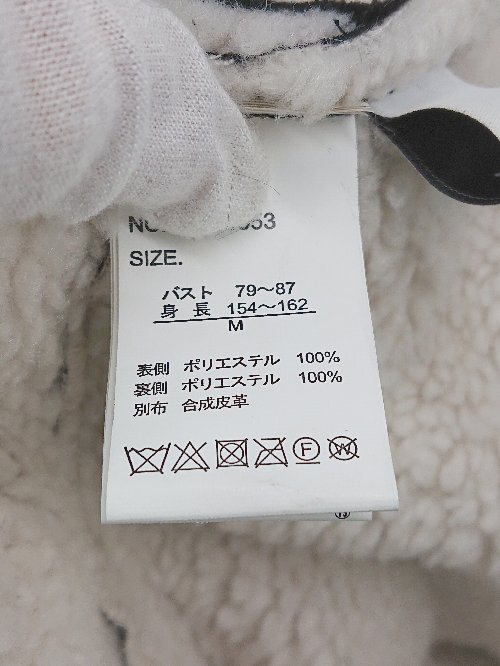 SIZE.
バスト 79～87
身長 154～162
M
表側 ポリエステル 100%
裏側 ポリエステル 100%
別布 合成皮革
F
W